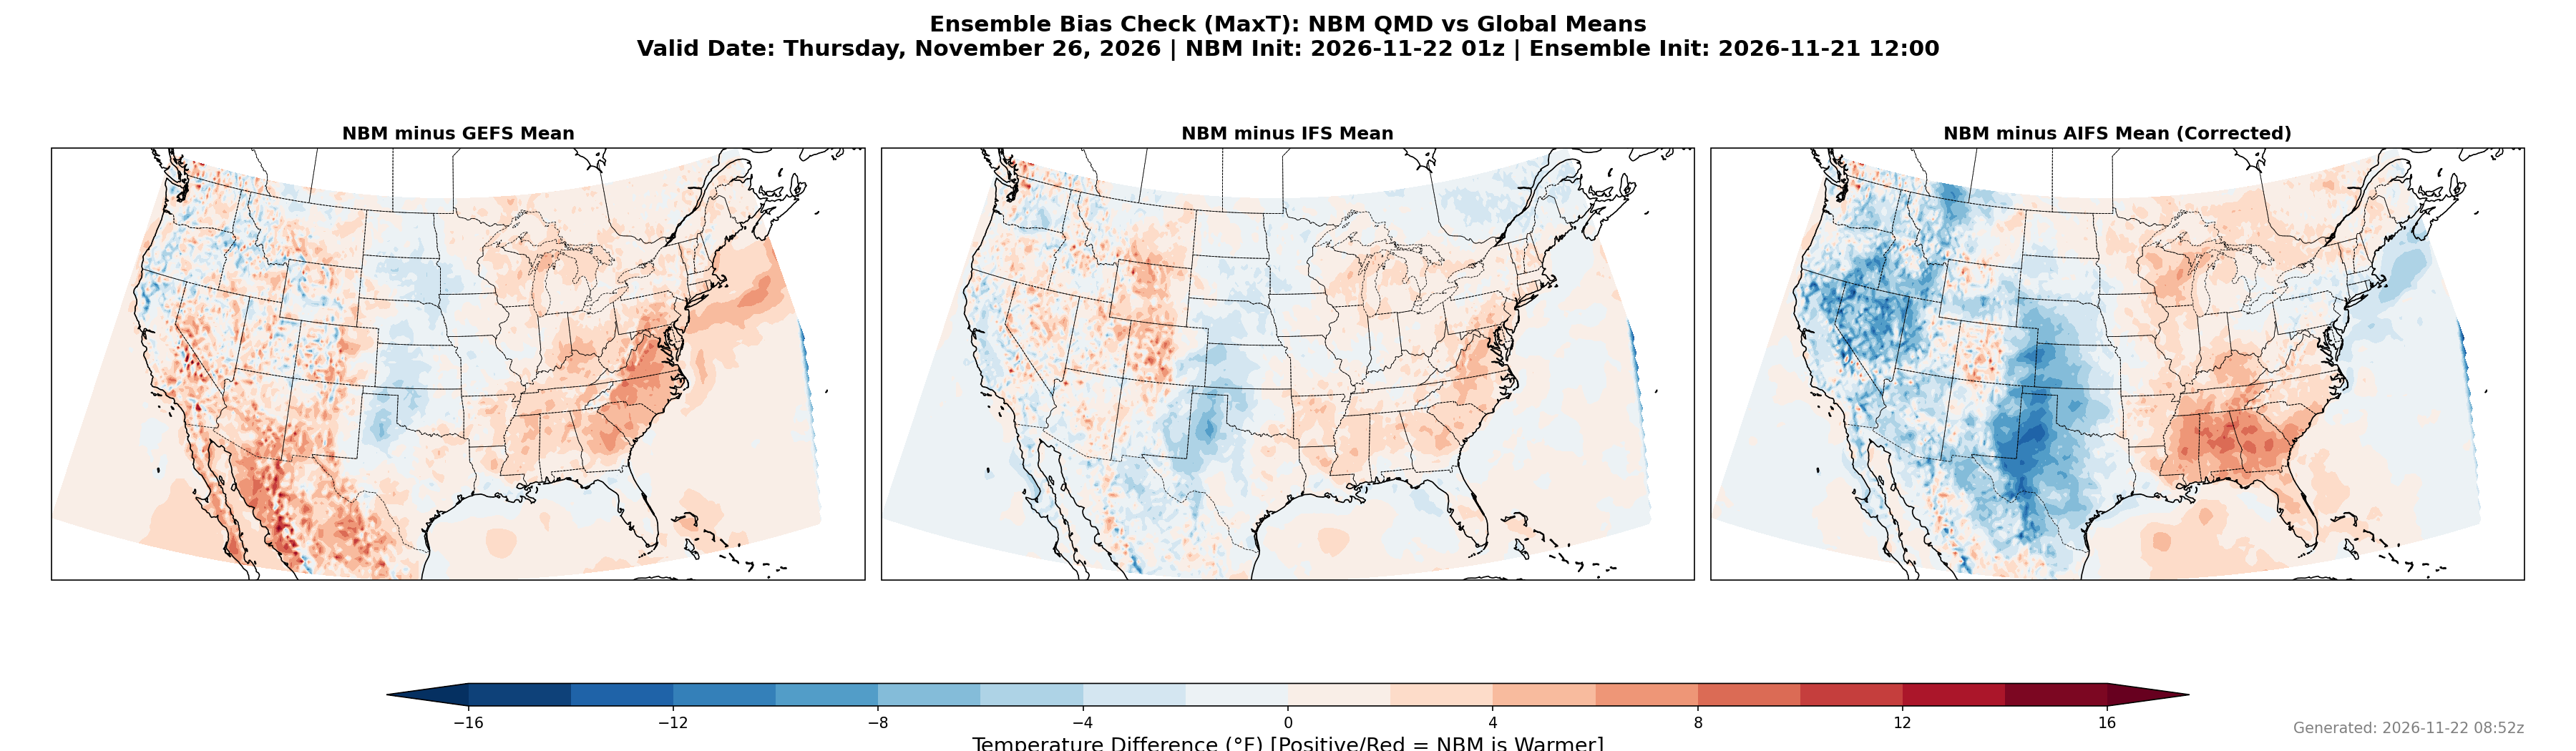 Ensemble Bias Check (MaxT): NBM QMD vs Global Means
Valid Date: Thursday, November 26, 2026 | NBM Init: 2026-11-22 01z | Ensemble Init: 2026-11-21 12:00
NBM minus GEFS Mean
NBM minus IFS Mean
NBM minus AIFS Mean (Corrected)
−16 −12 −8 −4 0 4 8 12 16
Temperature Difference (°F) [Positive/Red = NBM is Warmer]
Generated: 2026-11-22 08:52z